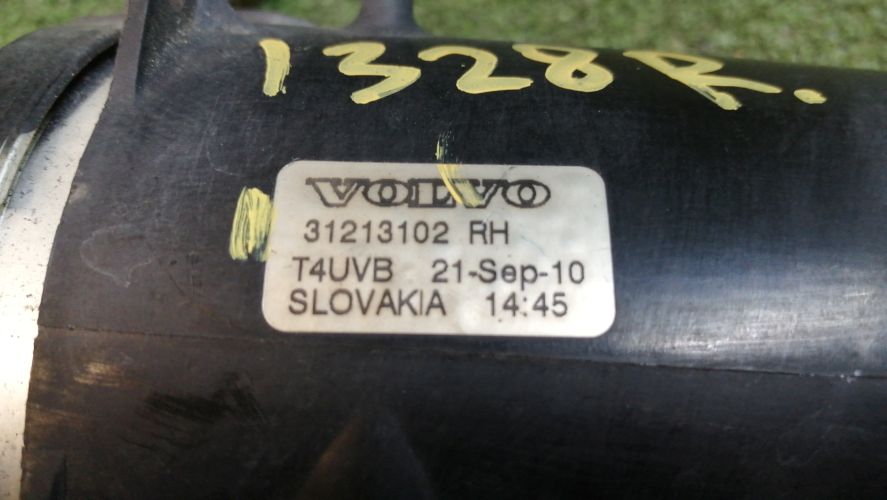 1328R.
VOLVO
31213102 RH
T4UVB 21-Sep-10
SLOVAKIA 14:45